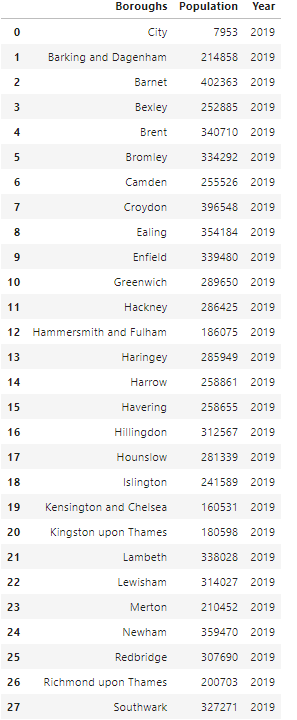 Boroughs Population Year
0 City 7953 2019
1 Barking and Dagenham 214858 2019
2 Barnet 402363 2019
3 Bexley 252885 2019
4 Brent 340710 2019
5 Bromley 334292 2019
6 Camden 255526 2019
7 Croydon 396548 2019
8 Ealing 354184 2019
9 Enfield 339480 2019
10 Greenwich 289650 2019
11 Hackney 286425 2019
12 Hammersmith and Fulham 186075 2019
13 Haringey 285949 2019
14 Harrow 258861 2019
15 Havering 258655 2019
16 Hillingdon 312567 2019
17 Hounslow 281339 2019
18 Islington 241589 2019
19 Kensington and Chelsea 160531 2019
20 Kingston upon Thames 180598 2019
21 Lambeth 338028 2019
22 Lewisham 314027 2019
23 Merton 210452 2019
24 Newham 359470 2019
25 Redbridge 307690 2019
26 Richmond upon Thames 200703 2019
27 Southwark 327271 2019